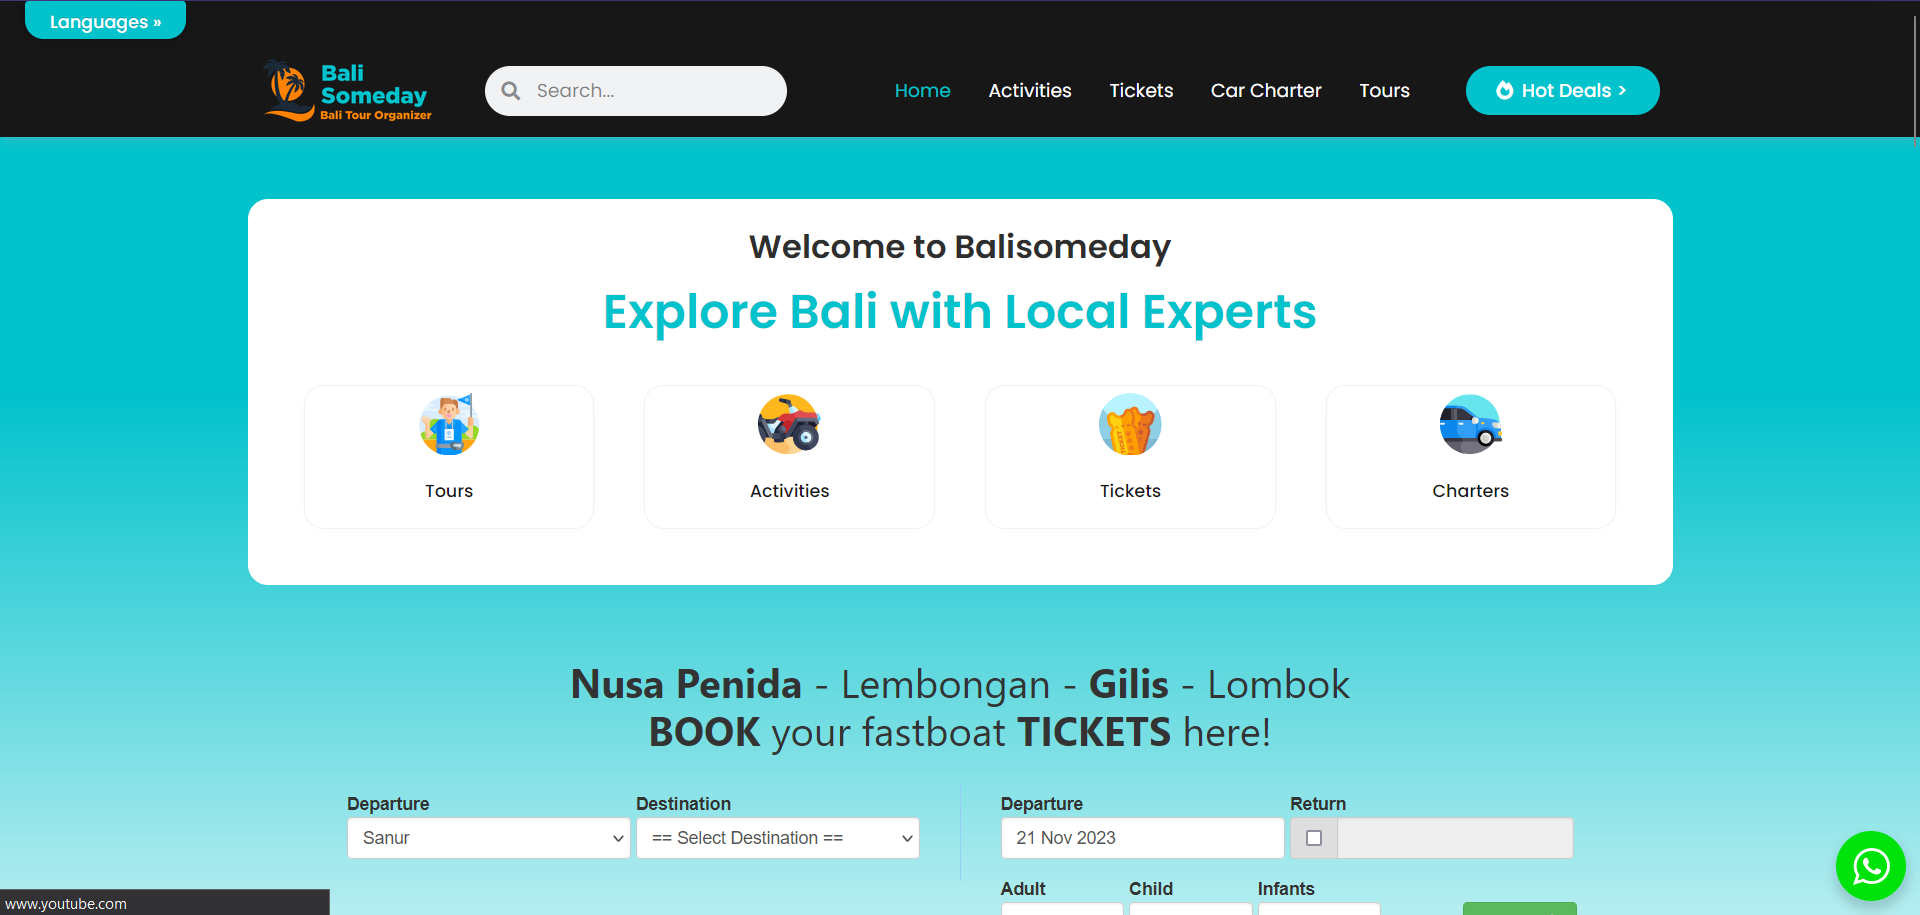 Languages »
Bali
Someday
Bali Tour Organizer
Search...
Home
Activities
Tickets
Car Charter
Tours
Hot Deals >
Welcome to Balisomeday
Explore Bali with Local Experts
Tours
Activities
Tickets
Charters
Nusa Penida - Lembongan - Gilis - Lombok
BOOK your fastboat TICKETS here!
Departure
Destination
Departure
Return
Sanur
== Select Destination ==
21 Nov 2023
Adult
Child
Infants
www.youtube.com